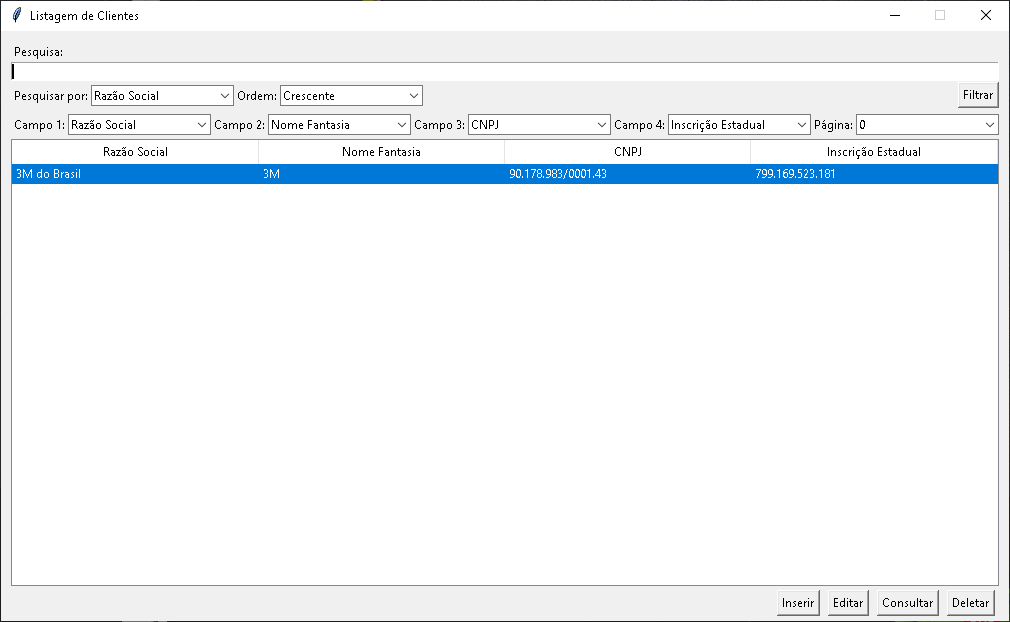 Listagem de Clientes
Pesquisa:
Pesquisar por: Razão Social Ordem: Crescente Filtrar
Campo 1: Razão Social Campo 2: Nome Fantasia Campo 3: CNPJ Campo 4: Inscrição Estadual Página: 0
Razão Social Nome Fantasia CNPJ Inscrição Estadual
3M do Brasil 3M 90.178.983/0001.43 799.169.523.181
Inserir Editar Consultar Deletar